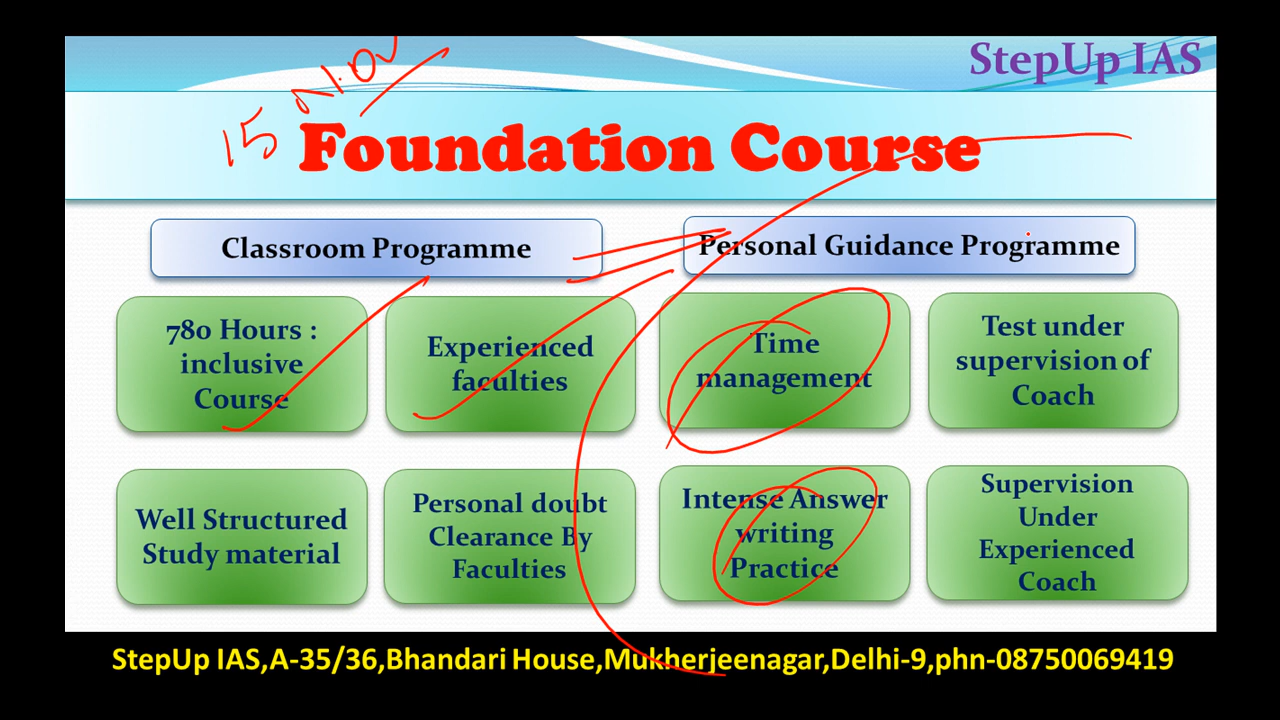 StepUp IAS
15 Nov
Foundation Course
Classroom Programme
Personal Guidance Programme
780 Hours :
inclusive
Course
Experienced
faculties
Time
management
Test under
supervision of
Coach
Well Structured
Study material
Personal doubt
Clearance By
Faculties
Intense Answer
writing
Practice
Supervision
Under
Experienced
Coach
StepUp IAS,A-35/36,Bhandari House,Mukherjeenagar,Delhi-9,phn-08750069419